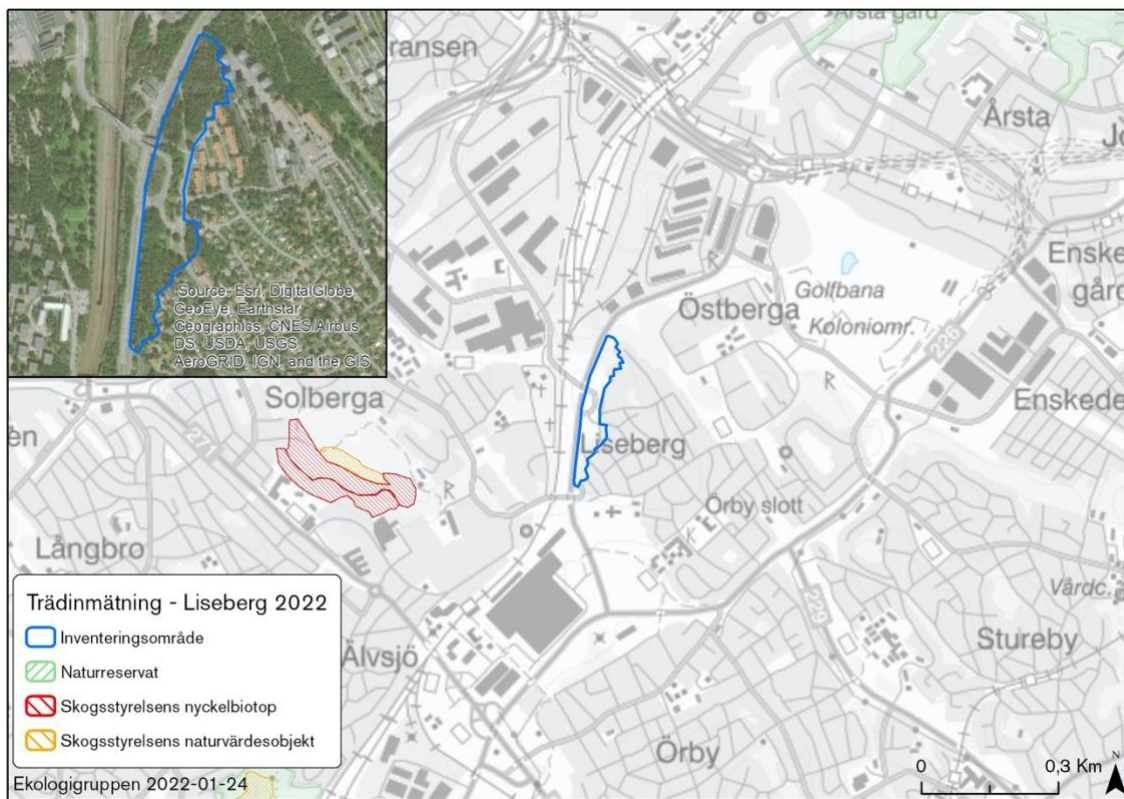 Source: Esri, DigitalGlobe,
GeoEye, Earthstar
Geographics, CNES/Airbus
DS, USDA, USGS,
AeroGRID, IGN, and the GIS
Årsta gård
ransen
Årsta
Jo
Enske
gård
Golfbana
Östberga
Koloniomr.
226
Solberga
Enskede
en
271
Liseberg
Örby slott
Långbro
Vårdc.
229
Stureby
Älvsjö
Örby
Trädinmätning - Liseberg 2022
Inventeringsområde
Naturreservat
Skogsstyrelsens nyckelbiotop
Skogsstyrelsens naturvärdesobjekt
Ekologigruppen 2022-01-24
0 0,3 Km
N